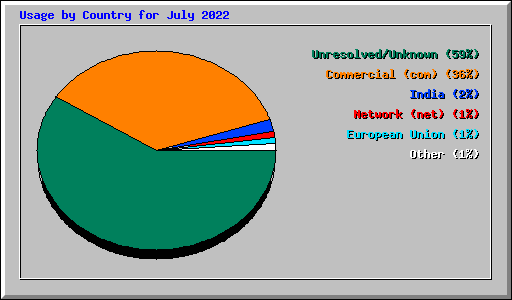 Usage by Country for July 2022
Unresolved/Unknown (59%)
Commercial (com) (36%)
India (2%)
Network (net) (1%)
European Union (1%)
Other (1%)